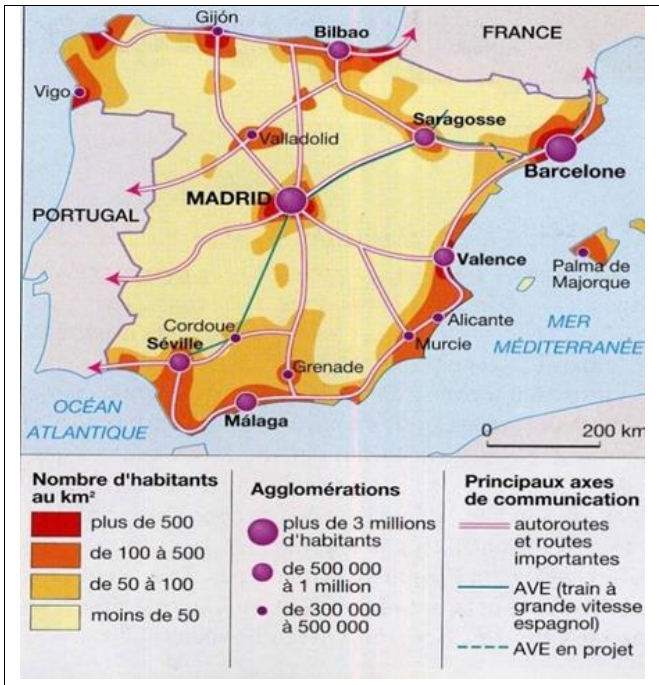 Gijón
Bilbao
FRANCE
Vigo
Valladolid
Saragosse
Barcelone
MADRID
PORTUGAL
Valence
Palma de
Majorque
Cordoue
Alicante
MER
MÉDITERRANÉE
Séville
Murcie
Grenade
OCÉAN
ATLANTIQUE
Málaga
0 200 km
Nombre d'habitants
au km²
plus de 500
de 100 à 500
de 50 à 100
moins de 50
Agglomérations
plus de 3 millions
d'habitants
de 500 000
à 1 million
de 300 000
à 500 000
Principaux axes
de communication
autoroutes
et routes
importantes
AVE (train à
grande vitesse
espagnol)
AVE en projet